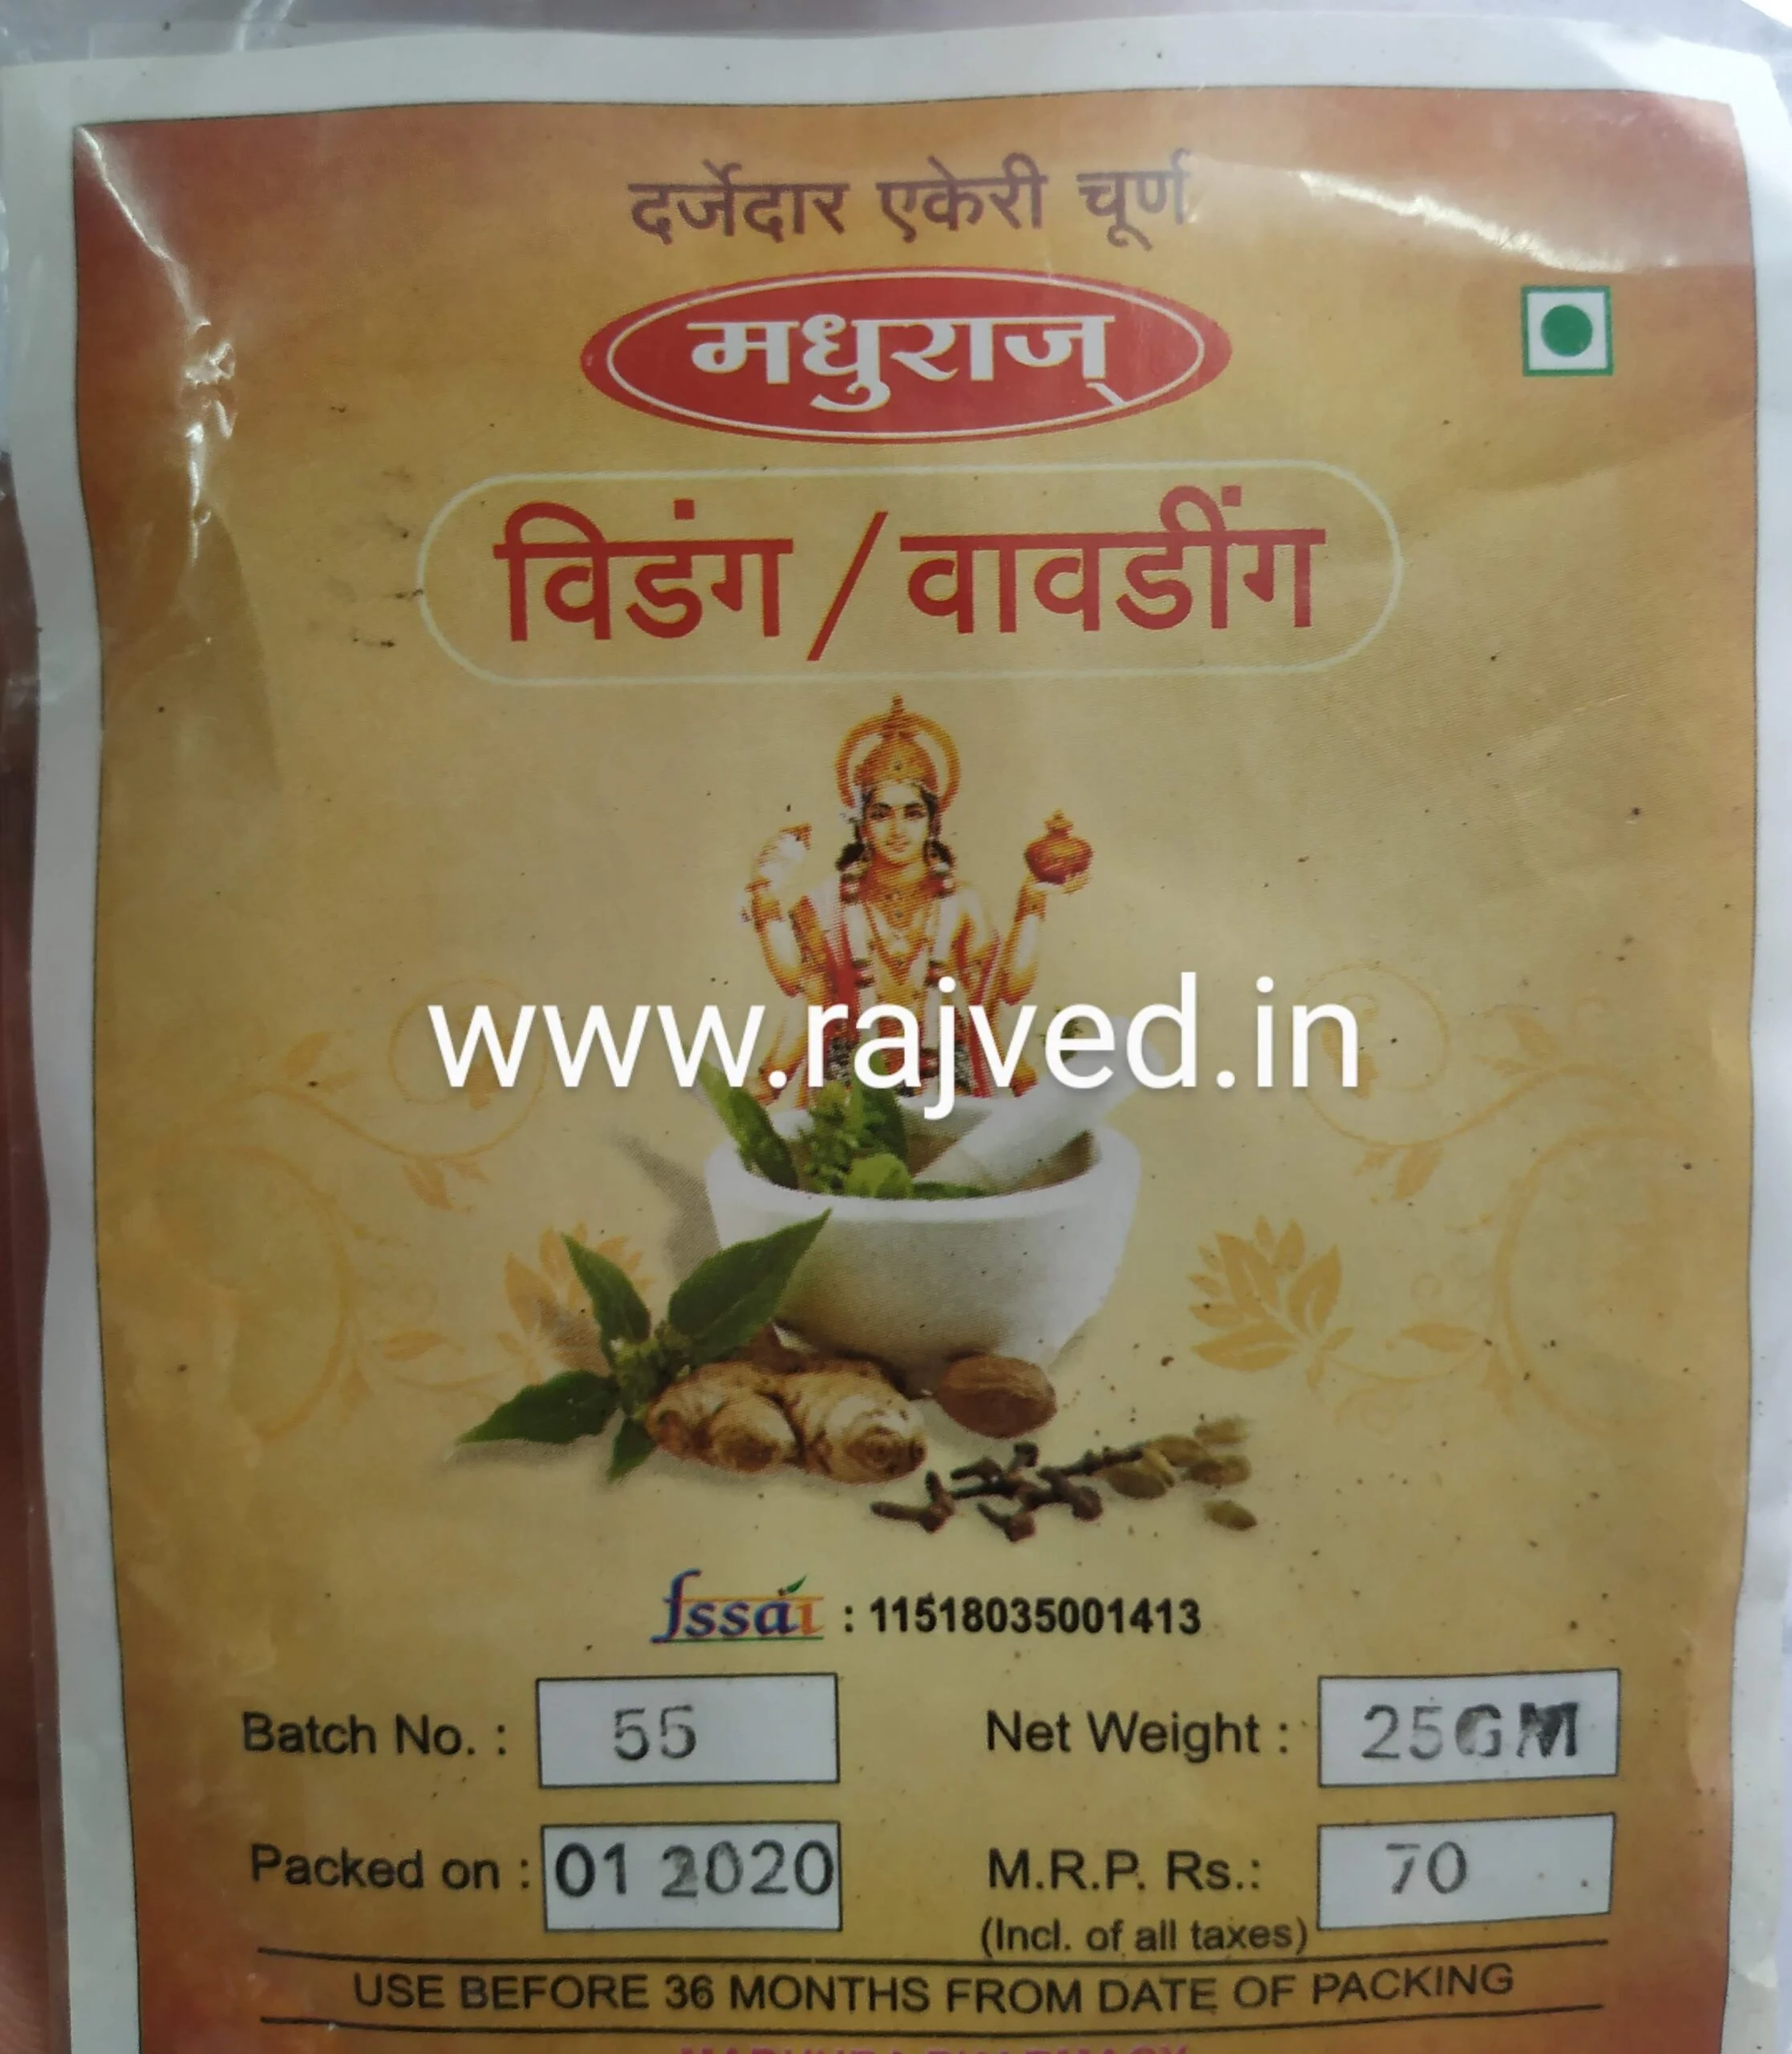 दर्जेदार एकेरी चूर्ण
मधुराज्
विडंग / वावडींग
www.rajved.in
fssai : 11518035001413
Batch No. : 55 Net Weight : 25GM
Packed on : 01 2020 M.R.P. Rs.: 70
(Incl. of all taxes)
USE BEFORE 36 MONTHS FROM DATE OF PACKING